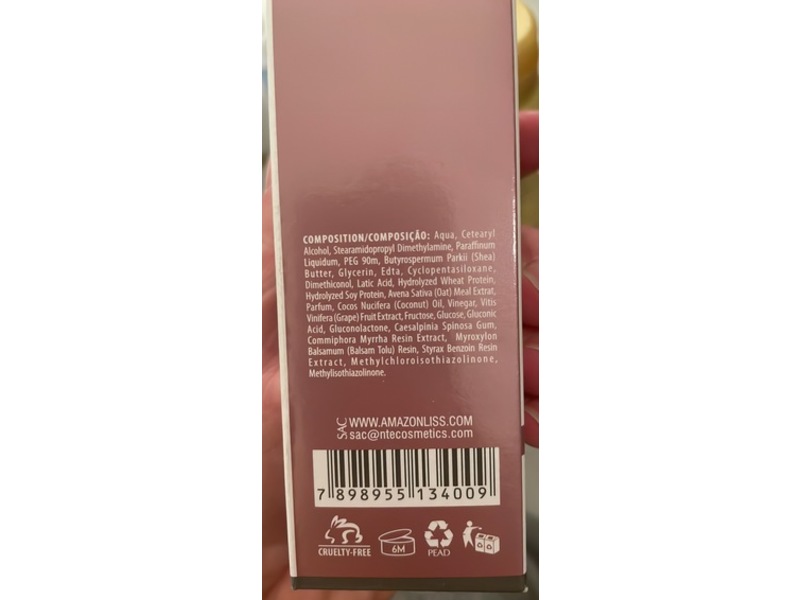 COMPOSITION/COMPOSIÇÃO: Aqua, Cetearyl
Alcohol, Stearamidopropyl Dimethylamine, Paraffinum
Liquidum, PEG 90m, Butyrospermum Parkii (Shea)
Butter, Glycerin, Edta, Cyclopentasiloxane,
Dimethiconol, Latic Acid, Hydrolyzed Wheat Protein,
Hydrolyzed Soy Protein, Avena Sativa (Oat) Meal Extrat,
Parfum, Cocos Nucifera (Coconut) Oil, Vinegar, Vitis
Vinifera (Grape) Fruit Extract, Fructose, Glucose, Gluconic
Acid, Gluconolactone, Caesalpinia Spinosa Gum,
Commiphora Myrrha Resin Extract, Myroxylon
Balsamum (Balsam Tolu) Resin, Styrax Benzoin Resin
Extract, Methylchloroisothiazolinone,
Methylisothiazolinone.
SAC WWW.AMAZONLISS.COM
sac@ntecosmetics.com
7 898955 134009
CRUELTY-FREE 6M PEAD